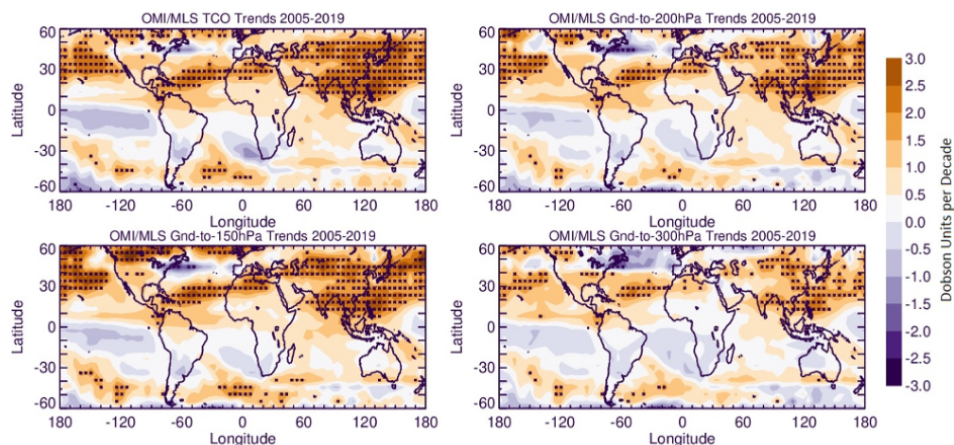 OMI/MLS TCO Trends 2005-2019
60
30
0
-30
-60
Latitude
180 -120 -60 0 60 120 180
Longitude
OMI/MLS Gnd-to-200hPa Trends 2005-2019
60
30
0
-30
-60
Latitude
180 -120 -60 0 60 120 180
Longitude
OMI/MLS Gnd-to-150hPa Trends 2005-2019
60
30
0
-30
-60
Latitude
180 -120 -60 0 60 120 180
Longitude
OMI/MLS Gnd-to-300hPa Trends 2005-2019
60
30
0
-30
-60
Latitude
180 -120 -60 0 60 120 180
Longitude
3.0
2.5
2.0
1.5
1.0
0.5
0.0
-0.5
-1.0
-1.5
-2.0
-2.5
-3.0
Dobson Units per Decade